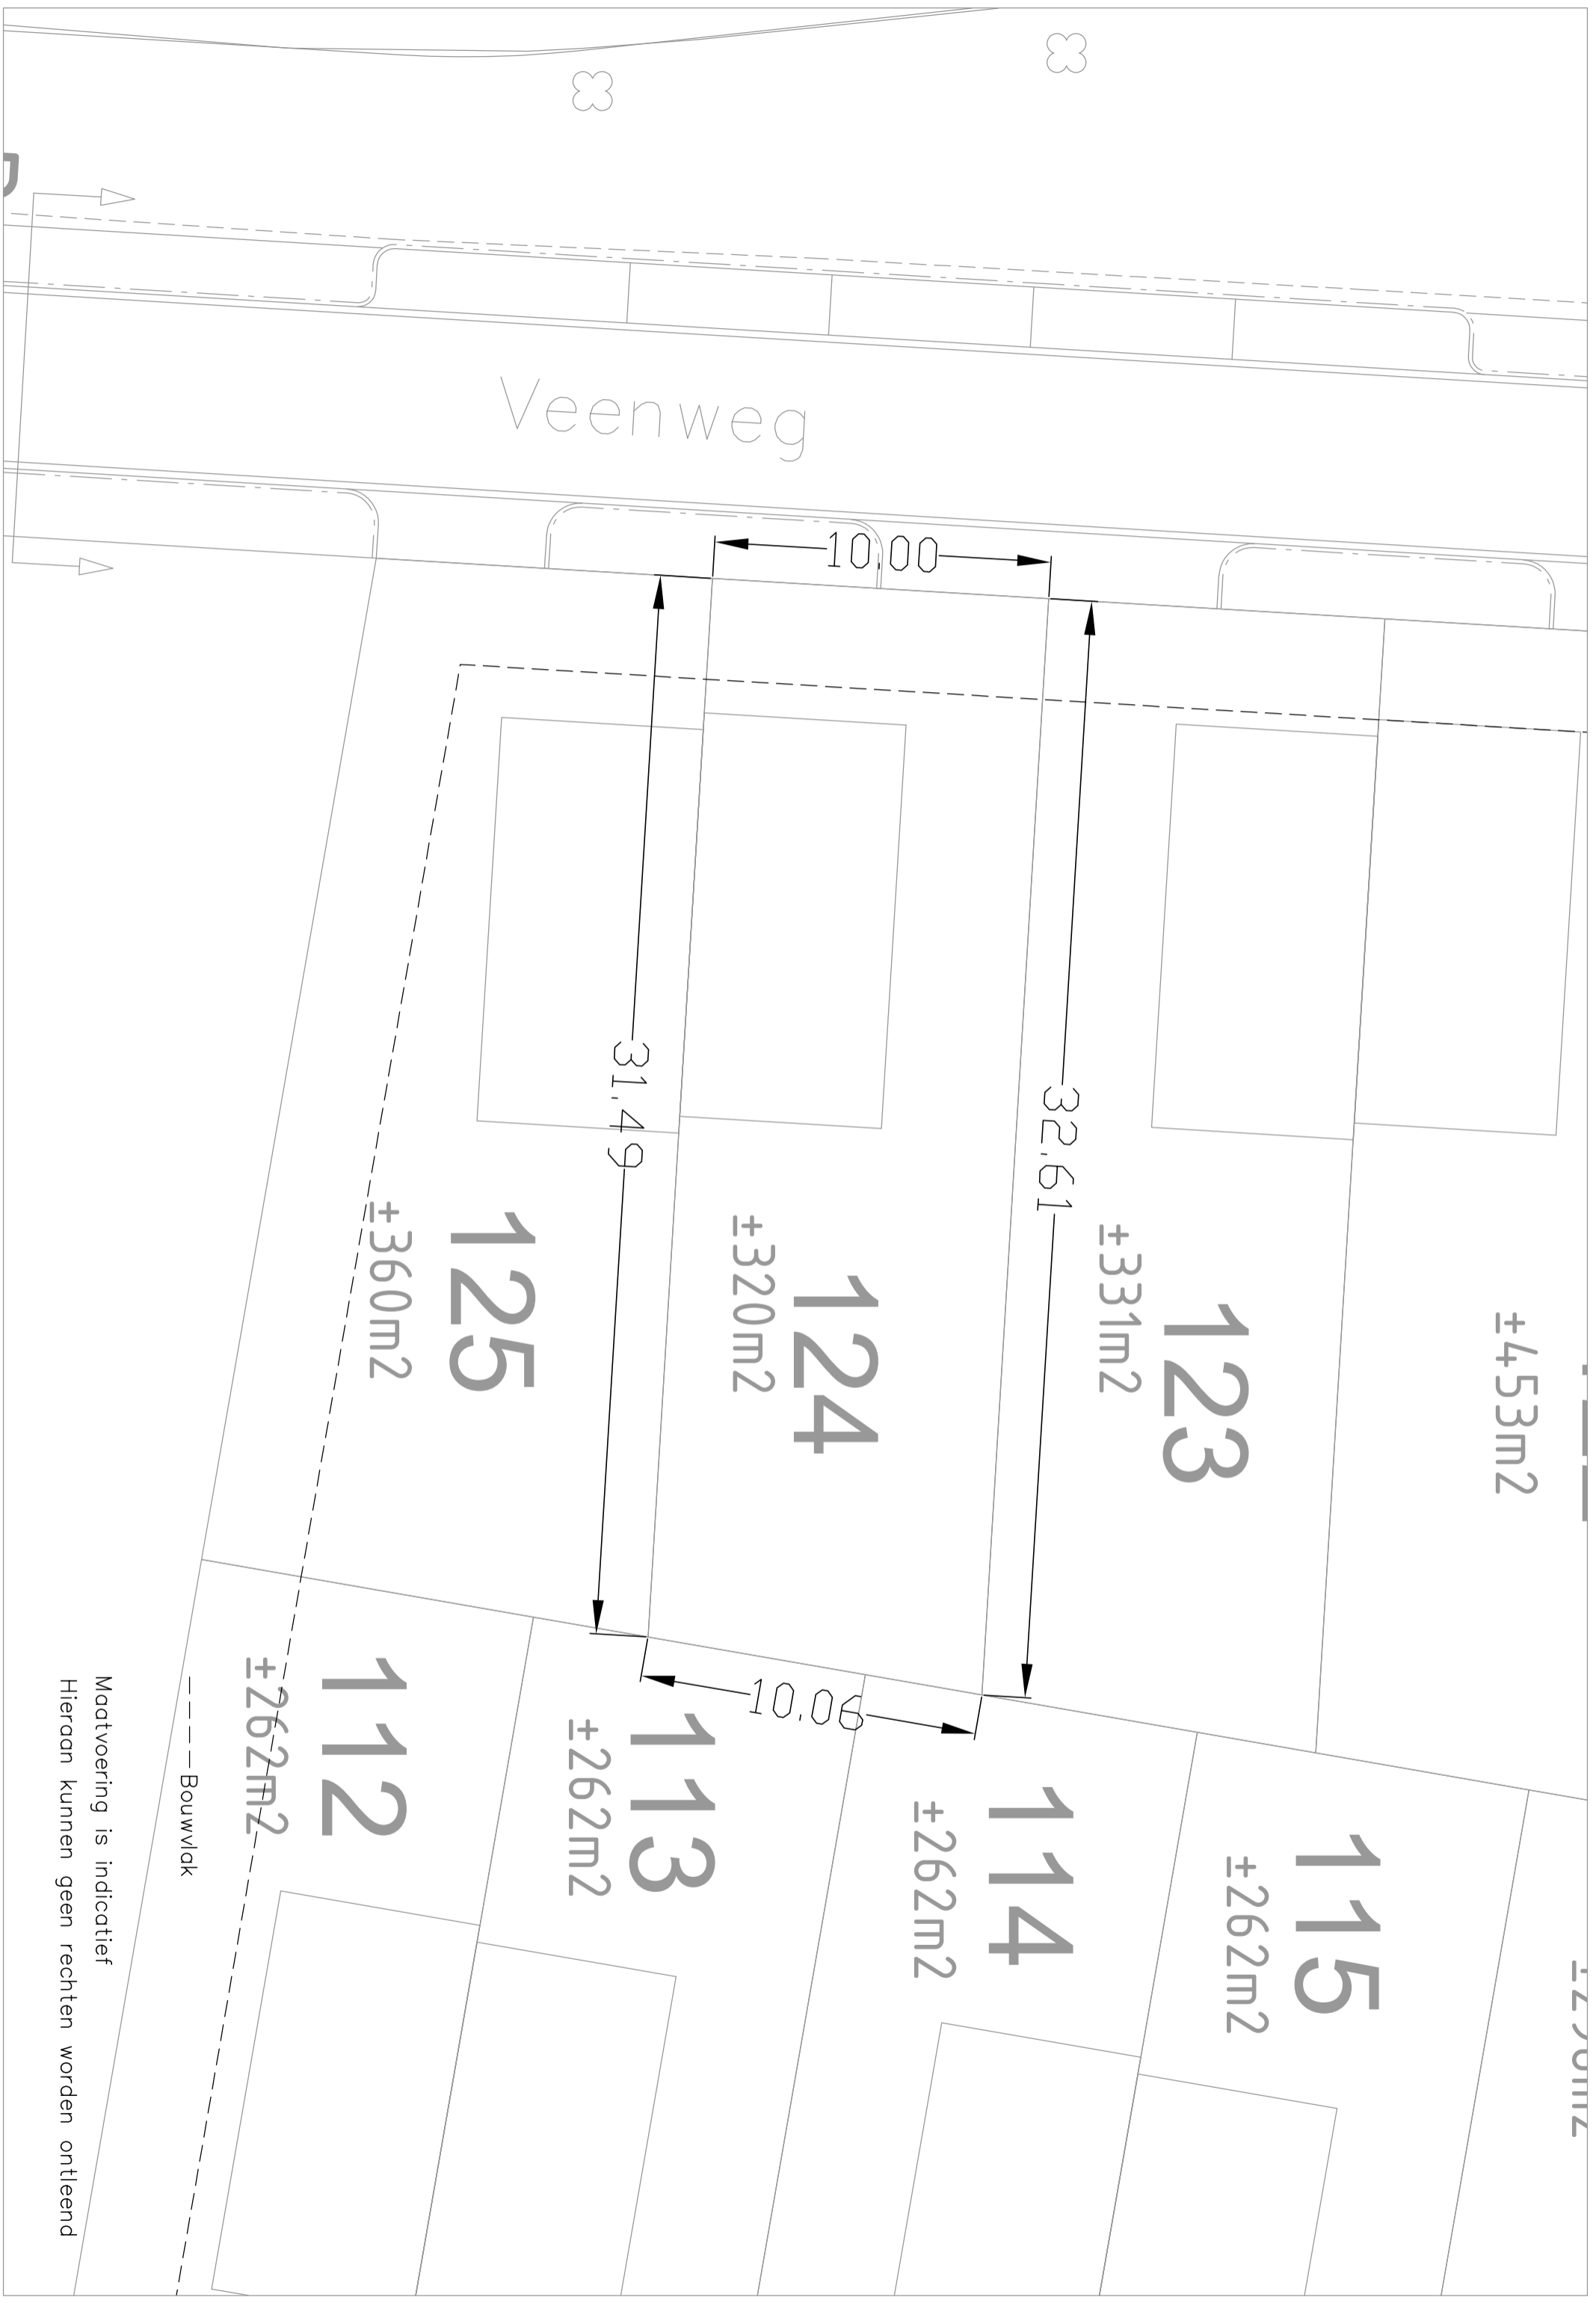 Veenweg
10.00
31.49
32.61
10.06
125
±360m2
124
±320m2
123
±331m2
±453m2
112
±262m2
113
±262m2
114
±262m2
115
±262m2
Bouwvlak
Maatvoering is indicatief
Hieraan kunnen geen rechten worden ontleend